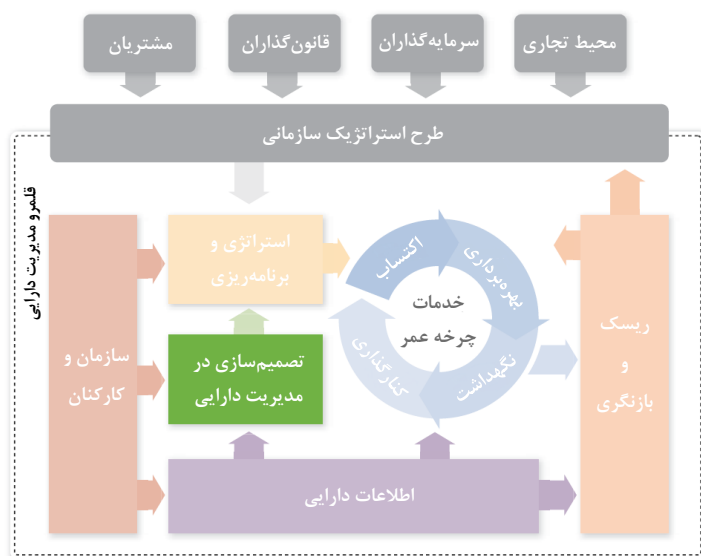 محیط تجاری
سرمایه‌گذاران
قانون‌گذاران
مشتریان
طرح استراتژیک سازمانی
قلمرو مدیریت دارایی
استراتژی و
برنامه‌ریزی
اکتساب
بهره‌برداری
نگهداشت
کنارگذاری
خدمات
چرخه عمر
ریسک
و
بازنگری
تصمیم‌سازی در
مدیریت دارایی
سازمان و
کارکنان
اطلاعات دارایی